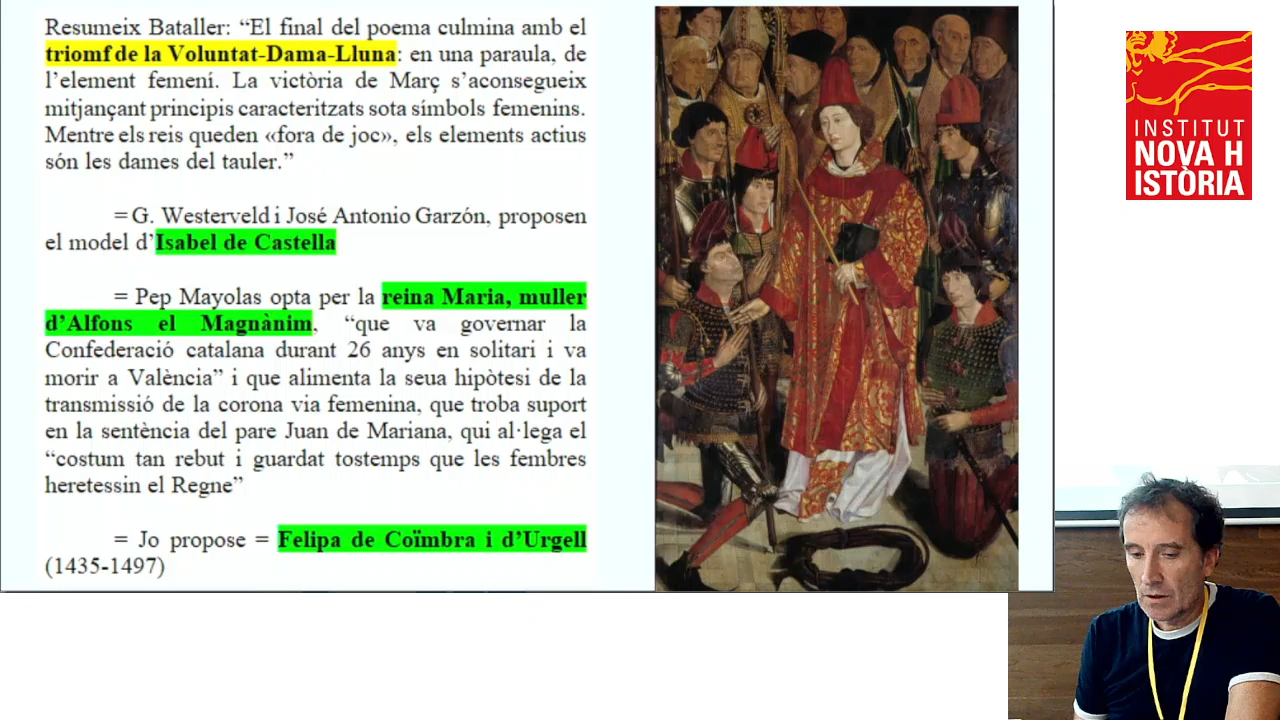 Resumeix Bataller: “El final del poema culmina amb el
triomf de la Voluntat-Dama-Lluna: en una paraula, de
l’element femení. La victòria de Març s’aconsegueix
mitjançant principis caracteritzats sota símbols femenins.
Mentre els reis queden «fora de joc», els elements actius
són les dames del tauler.”
= G. Westerveld i José Antonio Garzón, proposen
el model d’Isabel de Castella
= Pep Mayolas opta per la reina Maria, muller
d’Alfons el Magnànim, “que va governar la
Confederació catalana durant 26 anys en solitari i va
morir a València” i que alimenta la seua hipòtesi de la
transmissió de la corona via femenina, que troba suport
en la sentència del pare Juan de Mariana, qui al·lega el
“costum tan rebut i guardat tostemps que les fembres
heretessin el Regne”
= Jo propose = Felipa de Coïmbra i d’Urgell
(1435-1497)
INSTITUT
NOVA H
ISTÒRIA